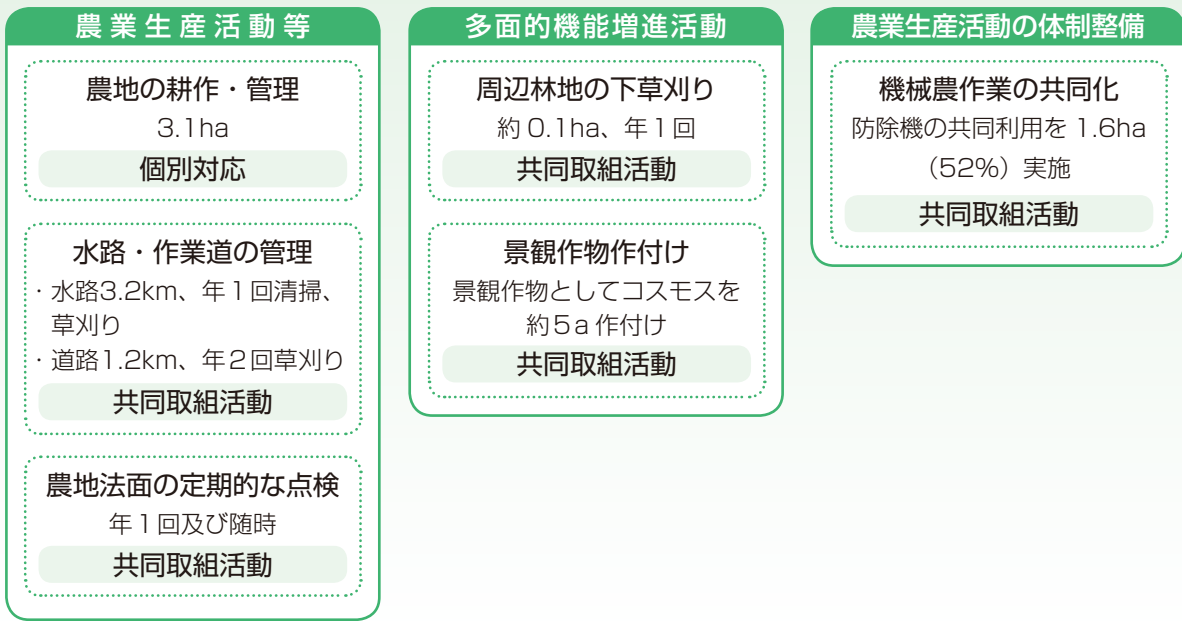 農業生産活動等
農地の耕作・管理
3.1ha
個別対応
水路・作業道の管理
・水路3.2km、年1回清掃、
草刈り
・道路1.2km、年2回草刈り
共同取組活動
農地法面の定期的な点検
年1回及び随時
共同取組活動
多面的機能増進活動
周辺林地の下草刈り
約0.1ha、年1回
共同取組活動
景観作物作付け
景観作物としてコスモスを
約5a作付け
共同取組活動
農業生産活動の体制整備
機械農作業の共同化
防除機の共同利用を1.6ha
（52%）実施
共同取組活動